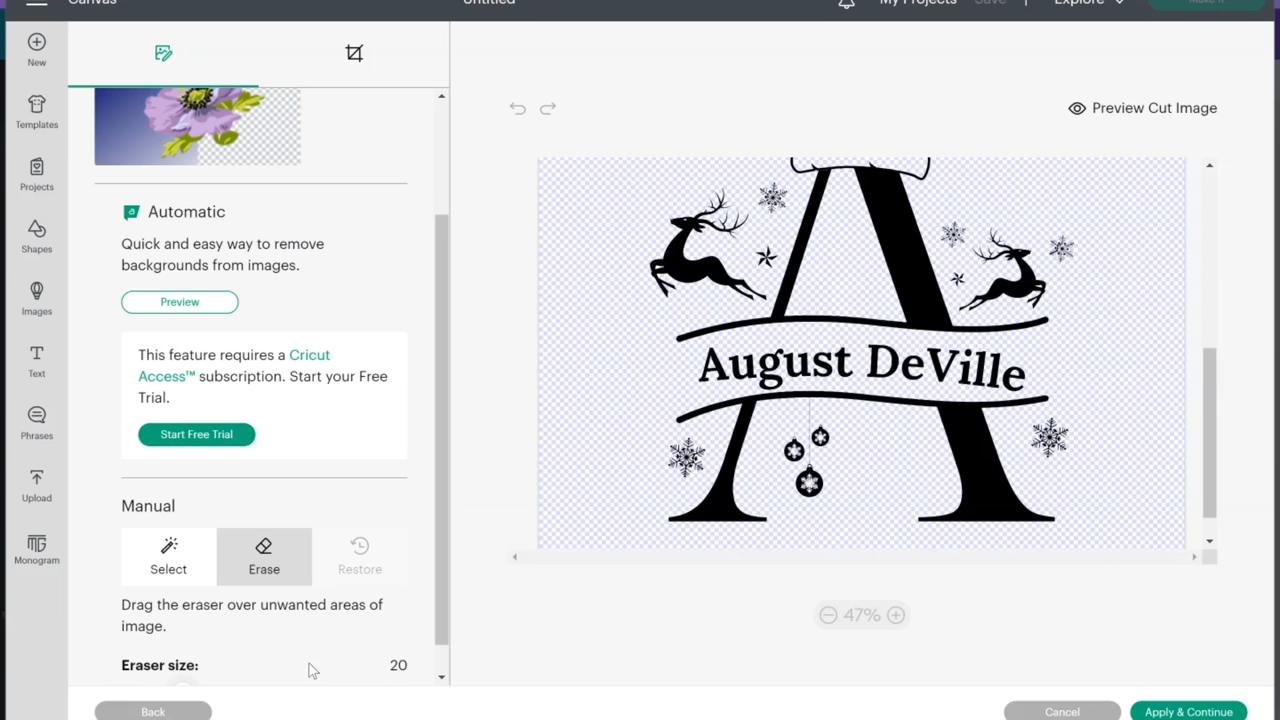 Canvas
Untitled
My Projects
Save
Explore
Make It
New
Templates
Projects
Shapes
Images
Text
Phrases
Upload
Monogram
Automatic
Quick and easy way to remove
backgrounds from images.
Preview
This feature requires a Cricut
Access™ subscription. Start your Free
Trial.
Start Free Trial
Manual
Select
Erase
Restore
Drag the eraser over unwanted areas of
image.
Eraser size:
20
Back
Preview Cut Image
August DeVille
47%
Cancel
Apply & Continue